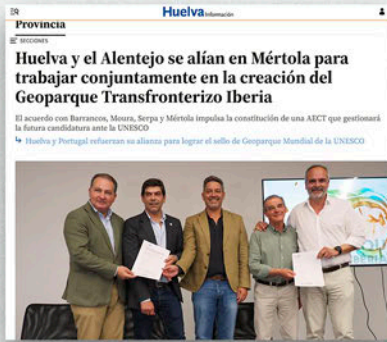 Huelva Información
Provincia
SECCIONES
Huelva y el Alentejo se alían en Mértola para
trabajar conjuntamente en la creación del
Geoparque Transfronterizo Iberia
El acuerdo con Barrancos, Moura, Serpa y Mértola impulsa la constitución de una AECT que gestionará
la futura candidatura ante la UNESCO
Huelva y Portugal refuerzan su alianza para lograr el sello de Geoparque Mundial de la UNESCO